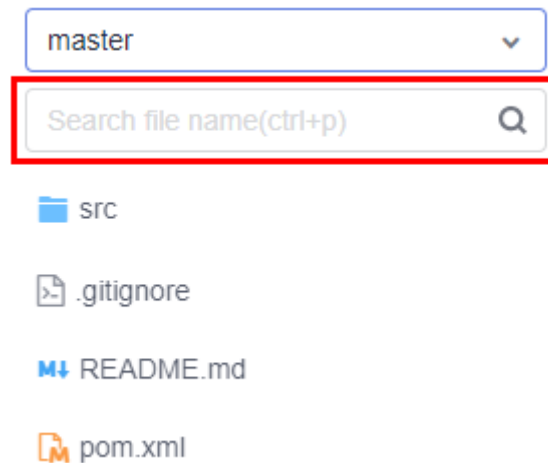 master
Search file name(ctrl+p)
src
.gitignore
README.md
pom.xml